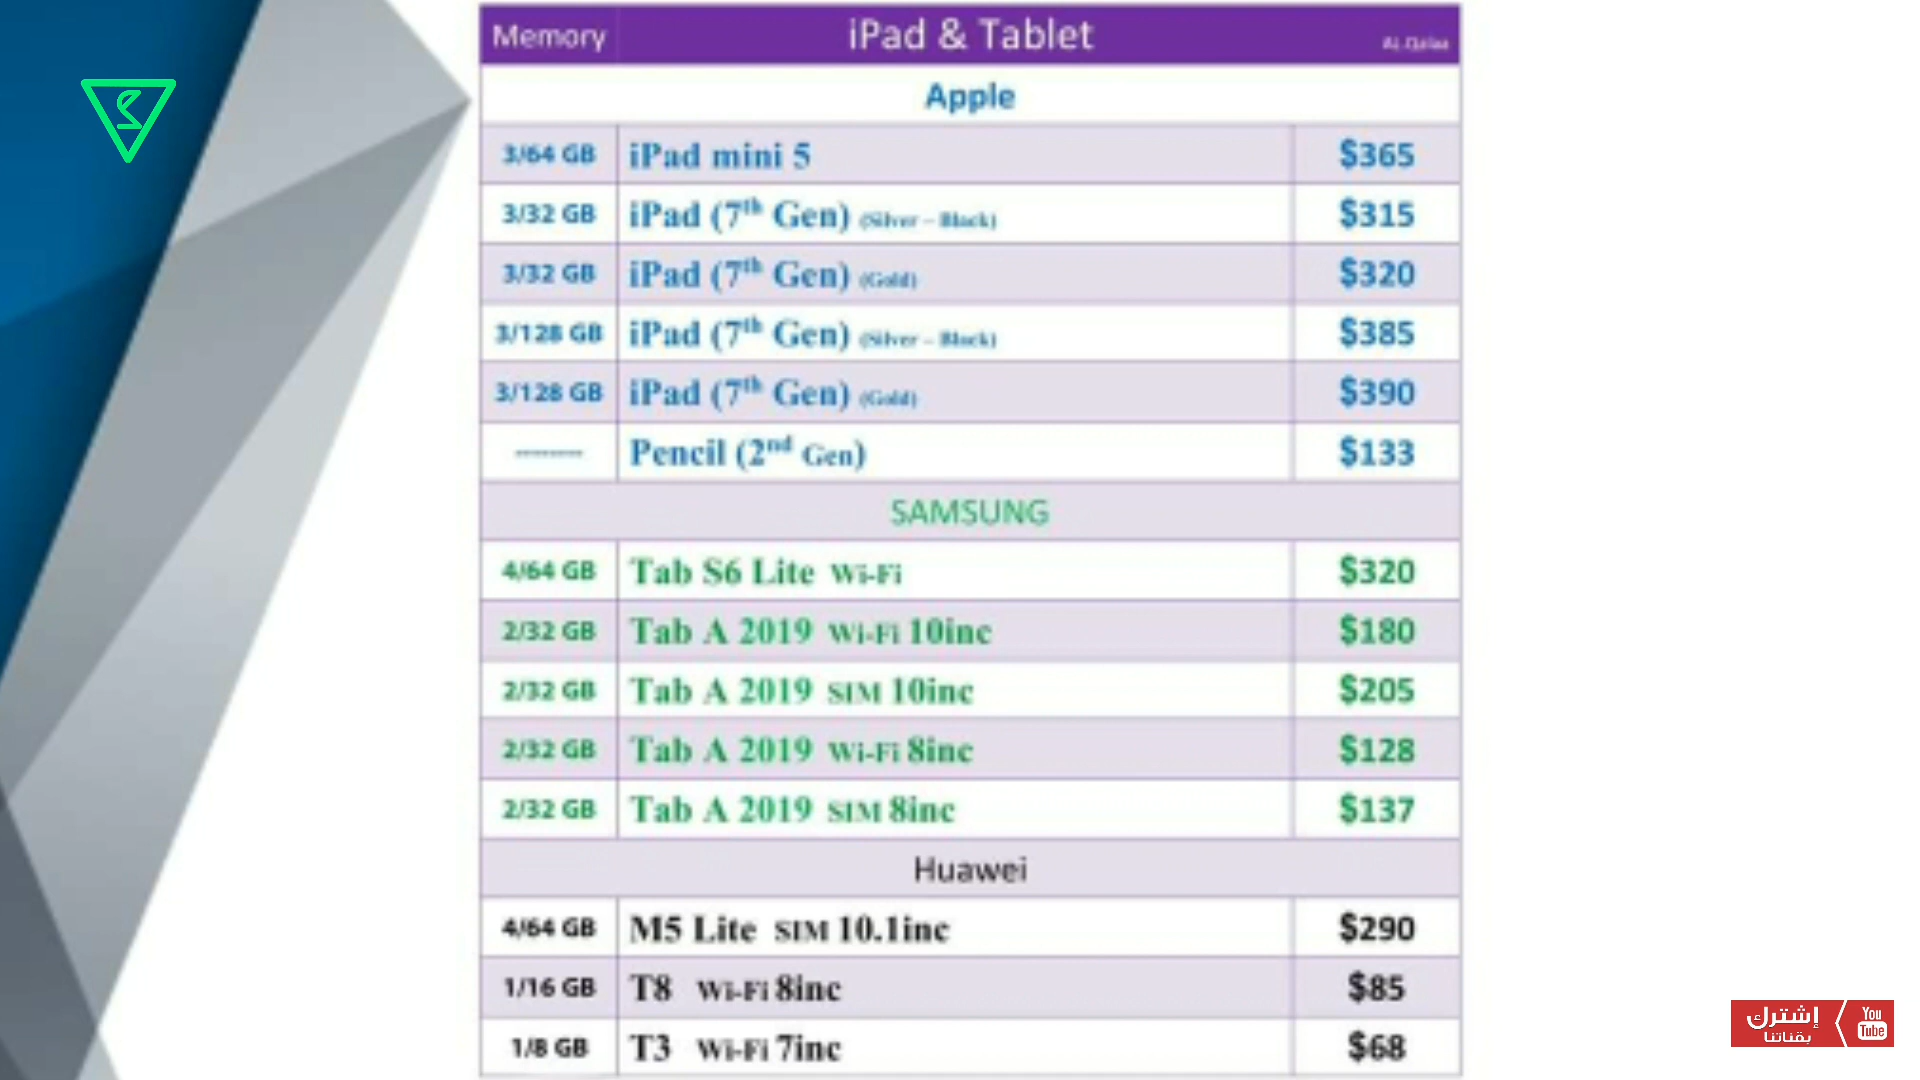 Memory iPad & Tablet AL Qalaa
Apple
3/64 GB iPad mini 5 $365
3/32 GB iPad (7th Gen) (Silver – Black) $315
3/32 GB iPad (7th Gen) (Gold) $320
3/128 GB iPad (7th Gen) (Silver – Black) $385
3/128 GB iPad (7th Gen) (Gold) $390
-------- Pencil (2nd Gen) $133
SAMSUNG
4/64 GB Tab S6 Lite Wi-Fi $320
2/32 GB Tab A 2019 Wi-Fi 10inc $180
2/32 GB Tab A 2019 SIM 10inc $205
2/32 GB Tab A 2019 Wi-Fi 8inc $128
2/32 GB Tab A 2019 SIM 8inc $137
Huawei
4/64 GB M5 Lite SIM 10.1inc $290
1/16 GB T8 Wi-Fi 8inc $85
1/8 GB T3 Wi-Fi 7inc $68
إشترك
بقناتنا
You
Tube